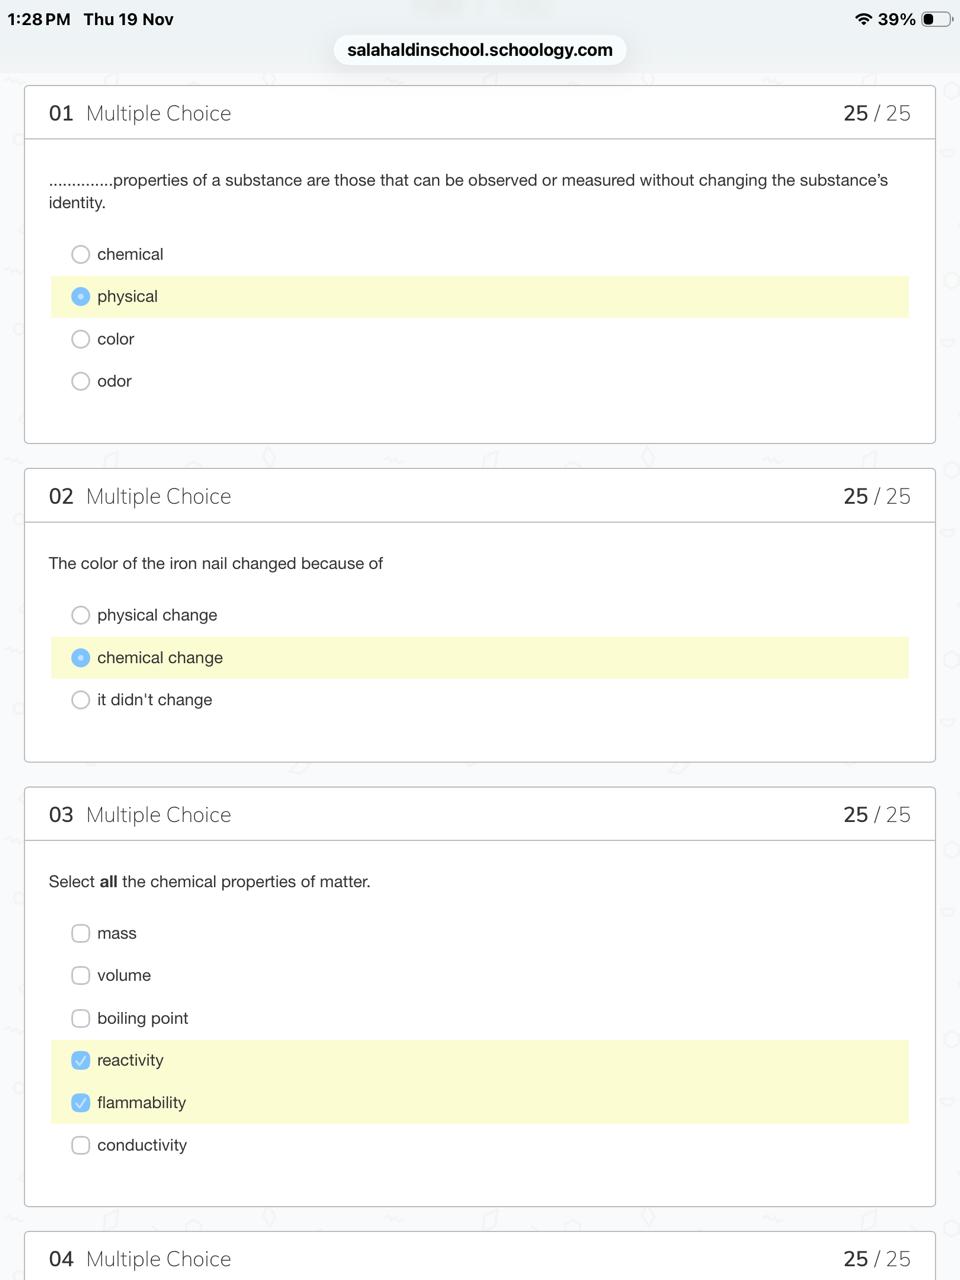 1:28 PM Thu 19 Nov
39%
salahaldinschool.schoology.com
01 Multiple Choice
25 / 25
..............properties of a substance are those that can be observed or measured without changing the substance’s
identity.
chemical
physical
color
odor
02 Multiple Choice
25 / 25
The color of the iron nail changed because of
physical change
chemical change
it didn't change
03 Multiple Choice
25 / 25
Select all the chemical properties of matter.
mass
volume
boiling point
reactivity
flammability
conductivity
04 Multiple Choice
25 / 25